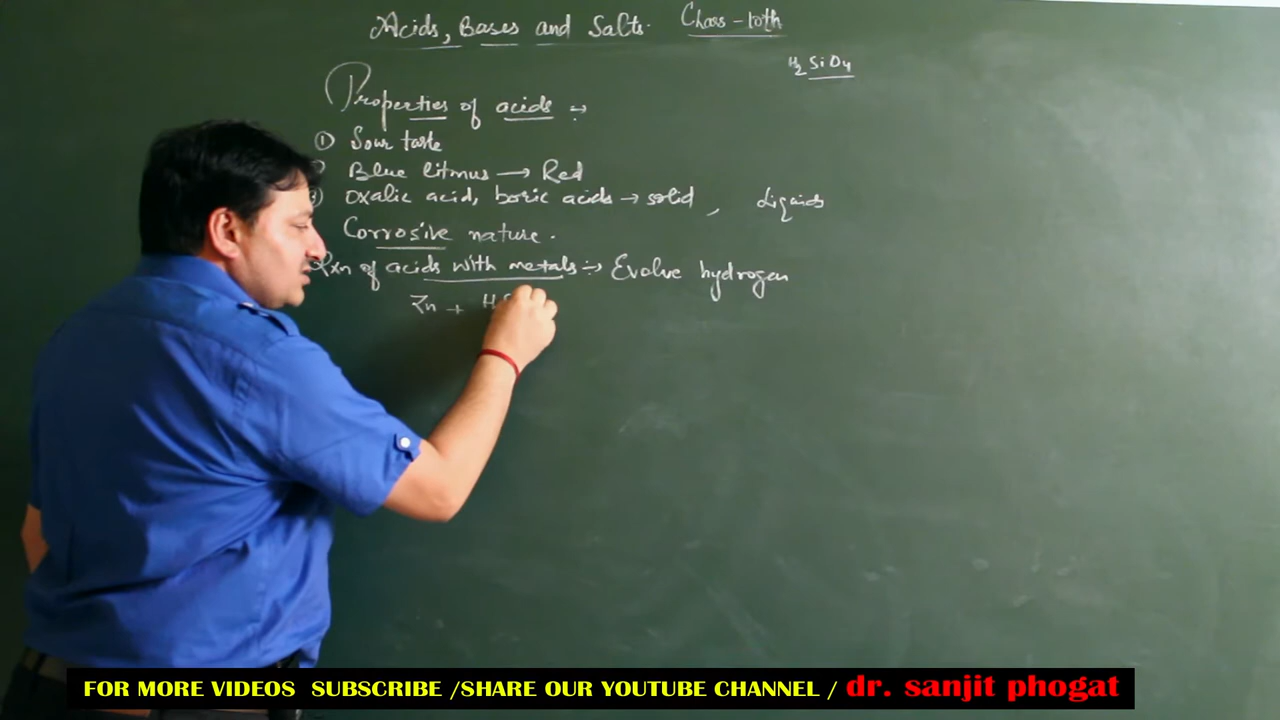 Acids, Bases and Salts. Class-10th
H2SiO4
Properties of acids :-
① Sour taste
Blue litmus → Red
Oxalic acid, boric acids → solid, Liquids
Corrosive nature.
Rxn of acids with metals :→ Evolve hydrogen
Zn +
FOR MORE VIDEOS SUBSCRIBE /SHARE OUR YOUTUBE CHANNEL / dr. sanjit phogat